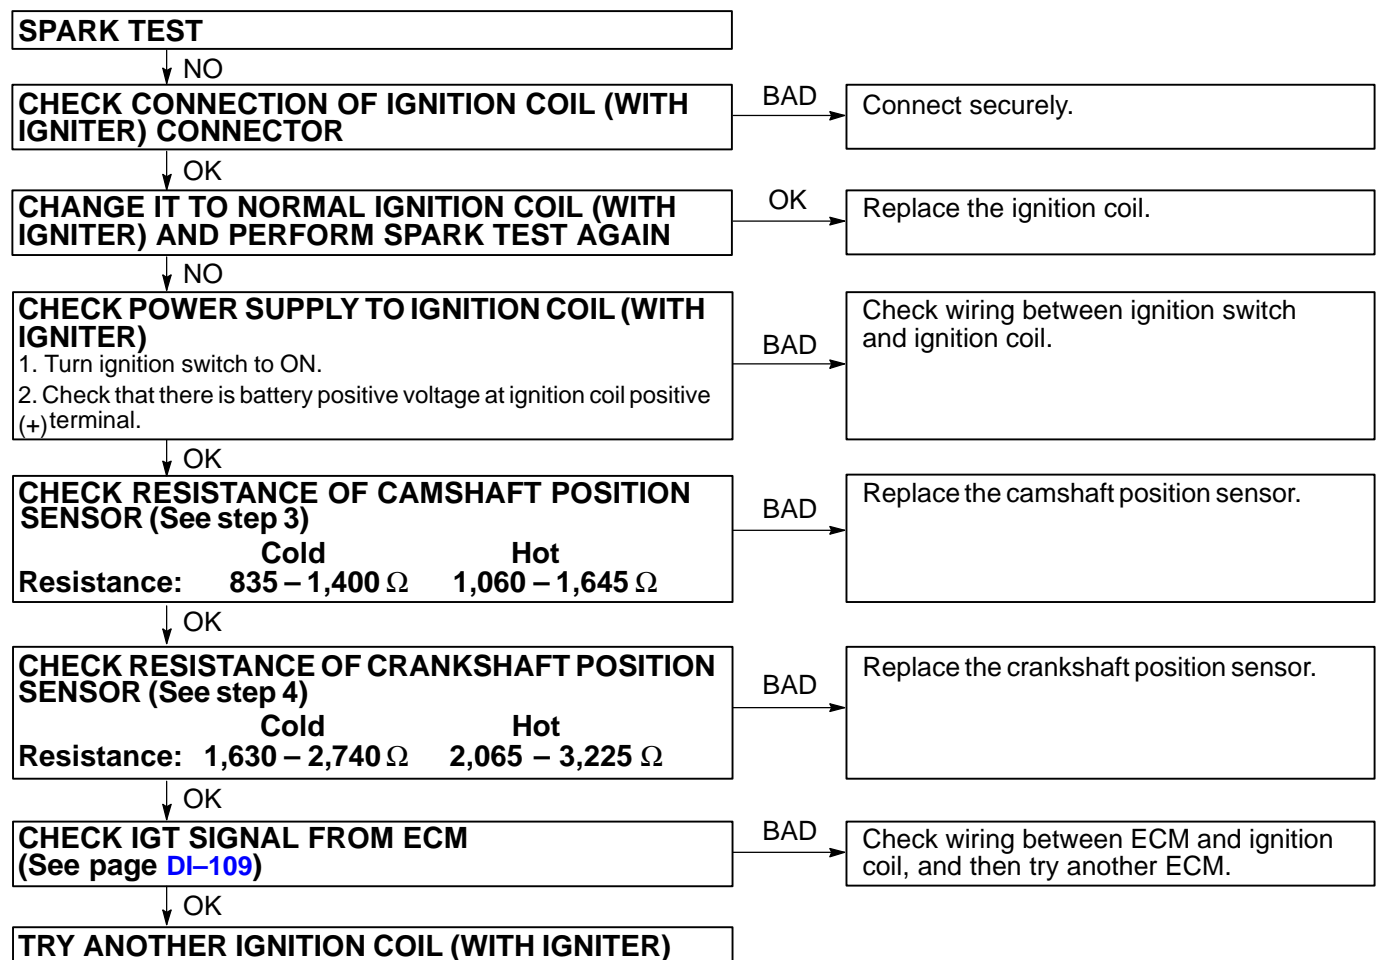 SPARK TEST
NO
CHECK CONNECTION OF IGNITION COIL (WITH
IGNITER) CONNECTOR
BAD
Connect securely.
OK
CHANGE IT TO NORMAL IGNITION COIL (WITH
IGNITER) AND PERFORM SPARK TEST AGAIN
OK
Replace the ignition coil.
NO
CHECK POWER SUPPLY TO IGNITION COIL (WITH
IGNITER)
1. Turn ignition switch to ON.
2. Check that there is battery positive voltage at ignition coil positive
(+) terminal.
BAD
Check wiring between ignition switch
and ignition coil.
OK
CHECK RESISTANCE OF CAMSHAFT POSITION
SENSOR (See step 3)
Cold Hot
Resistance: 835 – 1,400 Ω 1,060 – 1,645 Ω
BAD
Replace the camshaft position sensor.
OK
CHECK RESISTANCE OF CRANKSHAFT POSITION
SENSOR (See step 4)
Cold Hot
Resistance: 1,630 – 2,740 Ω 2,065 – 3,225 Ω
BAD
Replace the crankshaft position sensor.
OK
CHECK IGT SIGNAL FROM ECM
(See page DI–109)
BAD
Check wiring between ECM and ignition
coil, and then try another ECM.
OK
TRY ANOTHER IGNITION COIL (WITH IGNITER)